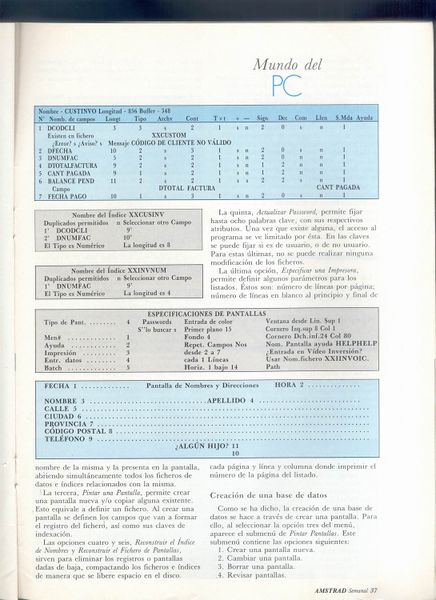 Mundo del
PC
Nombre - CUSTINVO Longitud - 856 Buffer - 348
N° Nomb. de campos Longt Tipo Archv Cont T v t + — Sign Dec Com Llen S.Mda Ayuda
1 DCODCLI 3 3 s 2 1 s n 2 0 s n 1
Existen en fichero XXCUSTOM
¿Error? s ¿Aviso? s Mensaje CÓDIGO DE CLIENTE NO VÁLIDO
2 DFECHA 10 2 s 3 1 s n 2 0 s n 1
3 DNUMFAC 5 2 s 2 1 s n 2 0 n n 1
4 DTOTALFACTURA 9 2 s 2 1 s n 1 2 n n 1
5 CANT PAGADA 9 1 s 2 1 s n 1 2 n n 1
6 BALANCE PEND 11 2 s 2 1 s n 2 2 n n 1
Campo DTOTAL FACTURA CANT PAGADA
7 FECHA PAGO 10 2 s 3 1 s n 2 0 s n 1
Nombre del Índice XXCUSINV
Duplicados permitidos n Seleccionar otro Campo
1' DCODCLI 9'
2' DNUMFAC 10'
El Tipo es Numérico La longitud es 8
Nombre del Índice XXINVNUM
Duplicados permitidos n Seleccionar otro Campo
El Tipo es Numérico La longitud es 4
La quinta, Actualizar Password, permite fijar
hasta ocho palabras clave, con sus respectivos
atributos. Una vez que existe alguna, el acceso al
programa se ve limitado por ésta. En las claves
se puede fijar si es de usuario, o de no usuario.
Para estas últimas, no se puede realizar ninguna
modificación de los ficheros.
La última opción, Especificar una Impresora,
permite definir algunos parámetros para los
listados. Éstos son: número de líneas por página;
número de líneas en blanco al principio y final de
ESPECIFICACIONES DE PANTALLAS
Tipo de Pant. ........ 4 Passwords Entrada de color Ventana desde Lin. Sup 1
S'lo buscar s Primer plano 15 Cornero Inq.sup 8 Col 1
Men# ............ 1 Fondo 4 Cornero Dch.inf.24 Col 80
Ayuda ............ 2 Repet. Campos Nos Nom. Pantalla ayuda HELPHELP
Impresión ........ 3 desde 2 a 7 ¿Entrada en Vídeo Inversión?
Entr. datos ........ 4 cada 1 Líneas Usar Nom.fichero XXIINVOIC.
Batch ............ 5 Horiz. 1 bajo 14 Path
FECHA 1 ............ Pantalla de Nombres y Direcciones HORA 2 ............
NOMBRE 3 ........................ APELLIDO 4 ........................
CALLE 5 ........................
CIUDAD 6 ........................
PROVINCIA 7 ........................
CÓDIGO POSTAL 8 ........................
TELÉFONO 9 ........................
¿ALGÚN HIJO? 11
10
nombre de la misma y la presenta en la pantalla,
abriendo simultáneamente todos los ficheros de
datos e índices relacionados con la misma.
La tercera, Pintar una Pantalla, permite crear
una pantalla nueva y/o copiar alguna existente.
Esto equivale a definir un fichero. Al crear una
pantalla se definen los campos que van a formar
el registro del ficheró, así como sus claves de
indexación.
Las opciones cuatro y seis, Reconstruir el Índice
de Nombres y Reconstruir el Fichero de Pantallas,
sirven para eliminar los registros o pantallas
dadas de baja, compactando los ficheros e índices
de manera que se libere espacio en el disco.
cada página y línea y columna donde imprimir el
número de la página del listado.
Creación de una base de datos
Como se ha dicho, la creación de una base de
datos se hace a través de crear una pantalla. Para
ello, al seleccionar la opción tres del menú,
aparece el submenú de Pintar Pantallas. Este
submenú contiene las opciones siguientes:
1. Crear una pantalla nueva.
2. Cambiar una pantalla.
3. Borrar una pantalla.
4. Revisar pantallas.
AMSTRAD Semanal 37